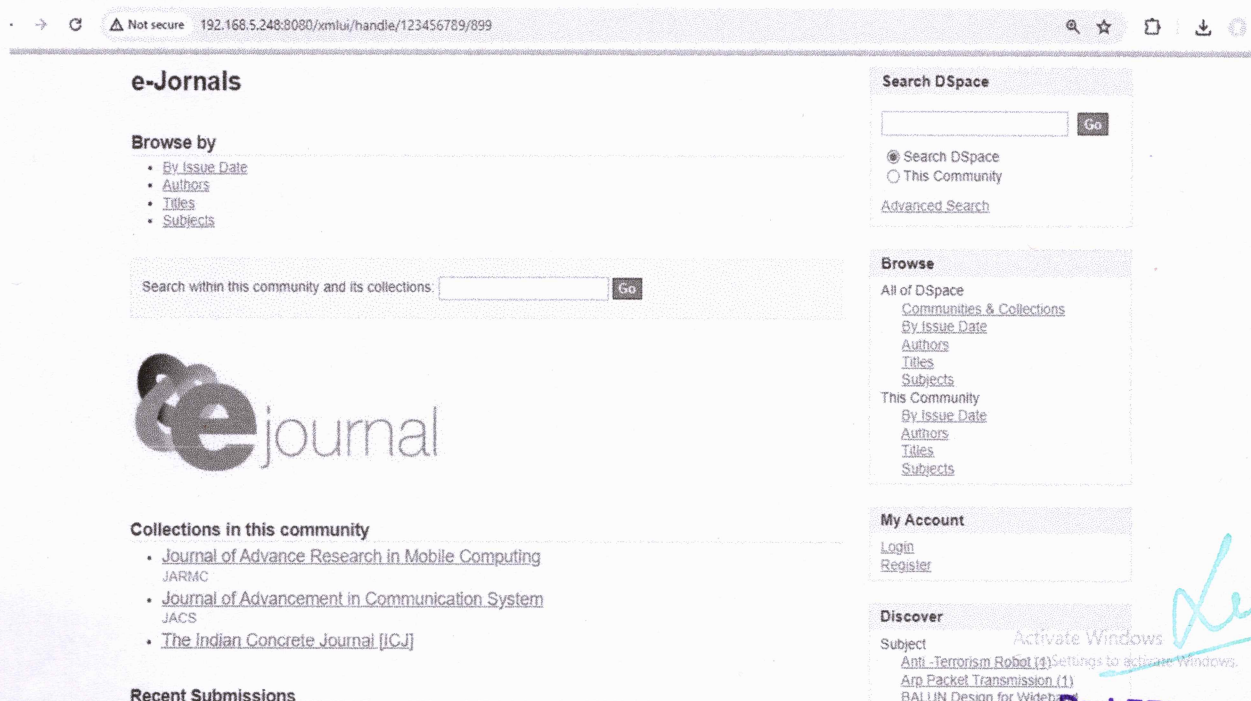 Not secure 192.168.5.248:8080/xmlui/handle/123456789/899
e-Jornals
Browse by
By Issue Date
Authors
Titles
Subjects
Search within this community and its collections: Go
ejournal
Collections in this community
Journal of Advance Research in Mobile Computing
JARMC
Journal of Advancement in Communication System
JACS
The Indian Concrete Journal [ICJ]
Recent Submissions
Search DSpace
Go
Search DSpace
This Community
Advanced Search
Browse
All of DSpace
Communities & Collections
By Issue Date
Authors
Titles
Subjects
This Community
By Issue Date
Authors
Titles
Subjects
My Account
Login
Register
Discover
Subject
Anti -Terrorism Robot (1)
Arp Packet Transmission (1)
BALUN Design for
Activate Windows
Settings to activate Windows.